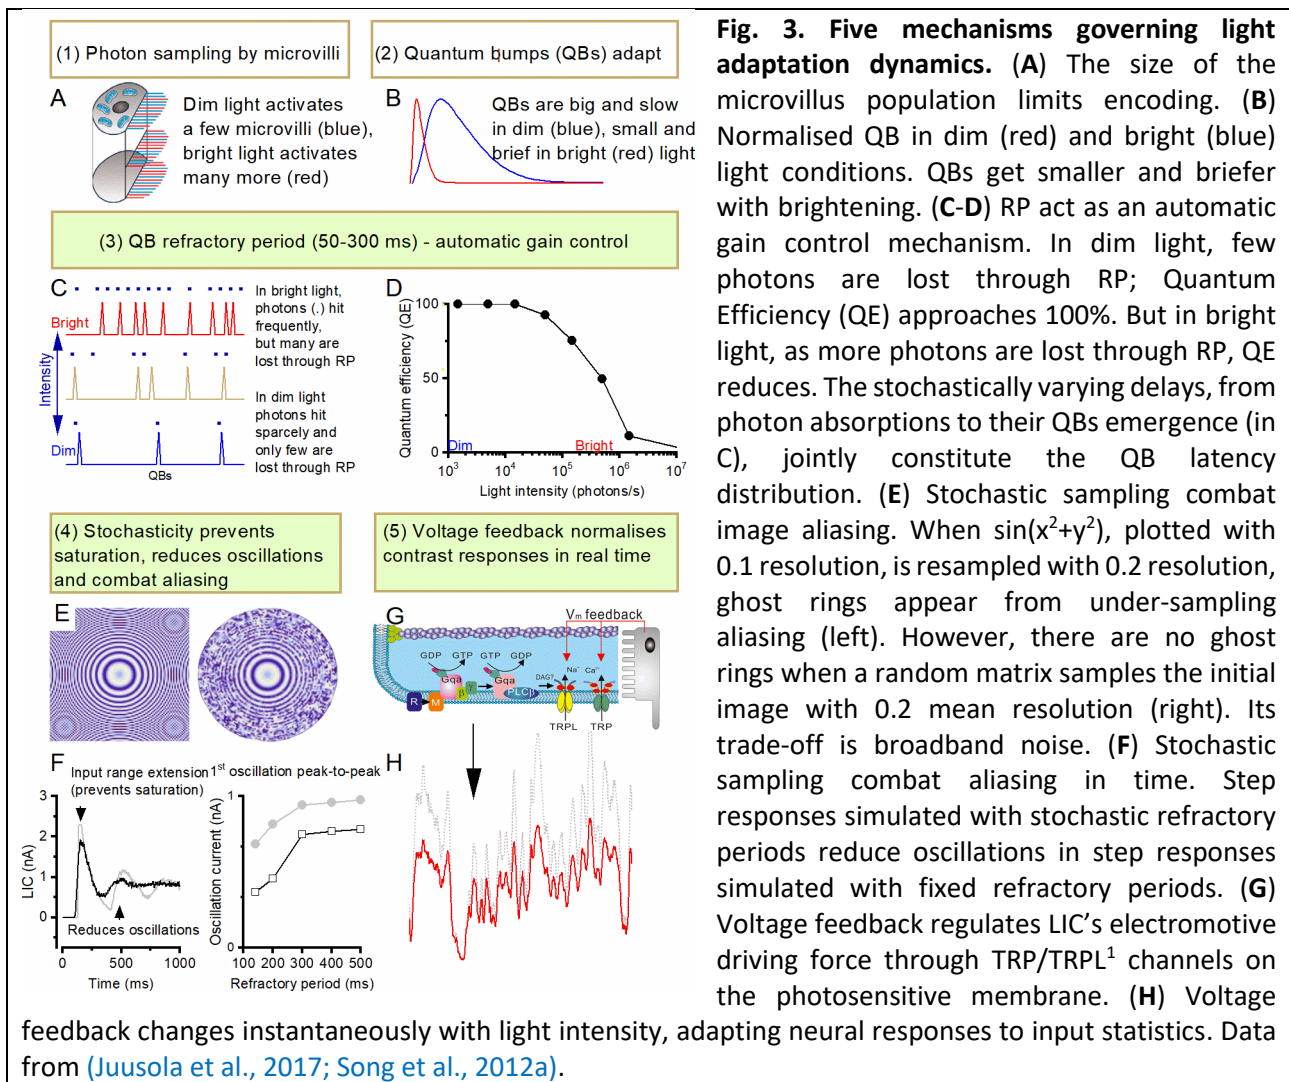 (1) Photon sampling by microvilli
(2) Quantum bumps (QBs) adapt
A
Dim light activates
a few microvilli (blue),
bright light activates
many more (red)
B
QBs are big and slow
in dim (blue), small and
brief in bright (red) light
(3) QB refractory period (50-300 ms) - automatic gain control
C
Bright
Intensity
Dim
QBs
In bright light,
photons (.) hit
frequently,
but many are
lost through RP
In dim light
photons hit
sparcely and
only few are
lost through RP
D
Quantum efficiency (QE)
100
50
0
Dim
Bright
10³ 10⁴ 10⁵ 10⁶ 10⁷
Light intensity (photons/s)
(4) Stochasticity prevents
saturation, reduces oscillations
and combat aliasing
(5) Voltage feedback normalises
contrast responses in real time
E
G
Vm feedback
GDP GTP GTP GDP
Gqa
β γ
Gqa
PLCβ
DAG?
Na⁺
Ca²⁺
R
M
TRPL
TRP
F
Input range extension
(prevents saturation)
LIC (nA)
3
2
1
0
Reduces oscillations
0 500 1000
Time (ms)
1st oscillation peak-to-peak
Oscillation current (nA)
1
0
100 200 300 400 500
Refractory period (ms)
H
Fig. 3. Five mechanisms governing light
adaptation dynamics. (A) The size of the
microvillus population limits encoding. (B)
Normalised QB in dim (red) and bright (blue)
light conditions. QBs get smaller and briefer
with brightening. (C-D) RP act as an automatic
gain control mechanism. In dim light, few
photons are lost through RP; Quantum
Efficiency (QE) approaches 100%. But in bright
light, as more photons are lost through RP, QE
reduces. The stochastically varying delays, from
photon absorptions to their QBs emergence (in
C), jointly constitute the QB latency
distribution. (E) Stochastic sampling combat
image aliasing. When sin(x²+y²), plotted with
0.1 resolution, is resampled with 0.2 resolution,
ghost rings appear from under-sampling
aliasing (left). However, there are no ghost
rings when a random matrix samples the initial
image with 0.2 mean resolution (right). Its
trade-off is broadband noise. (F) Stochastic
sampling combat aliasing in time. Step
responses simulated with stochastic refractory
periods reduce oscillations in step responses
simulated with fixed refractory periods. (G)
Voltage feedback regulates LIC’s electromotive
driving force through TRP/TRPL¹ channels on
the photosensitive membrane. (H) Voltage
feedback changes instantaneously with light intensity, adapting neural responses to input statistics. Data
from (Juusola et al., 2017; Song et al., 2012a).